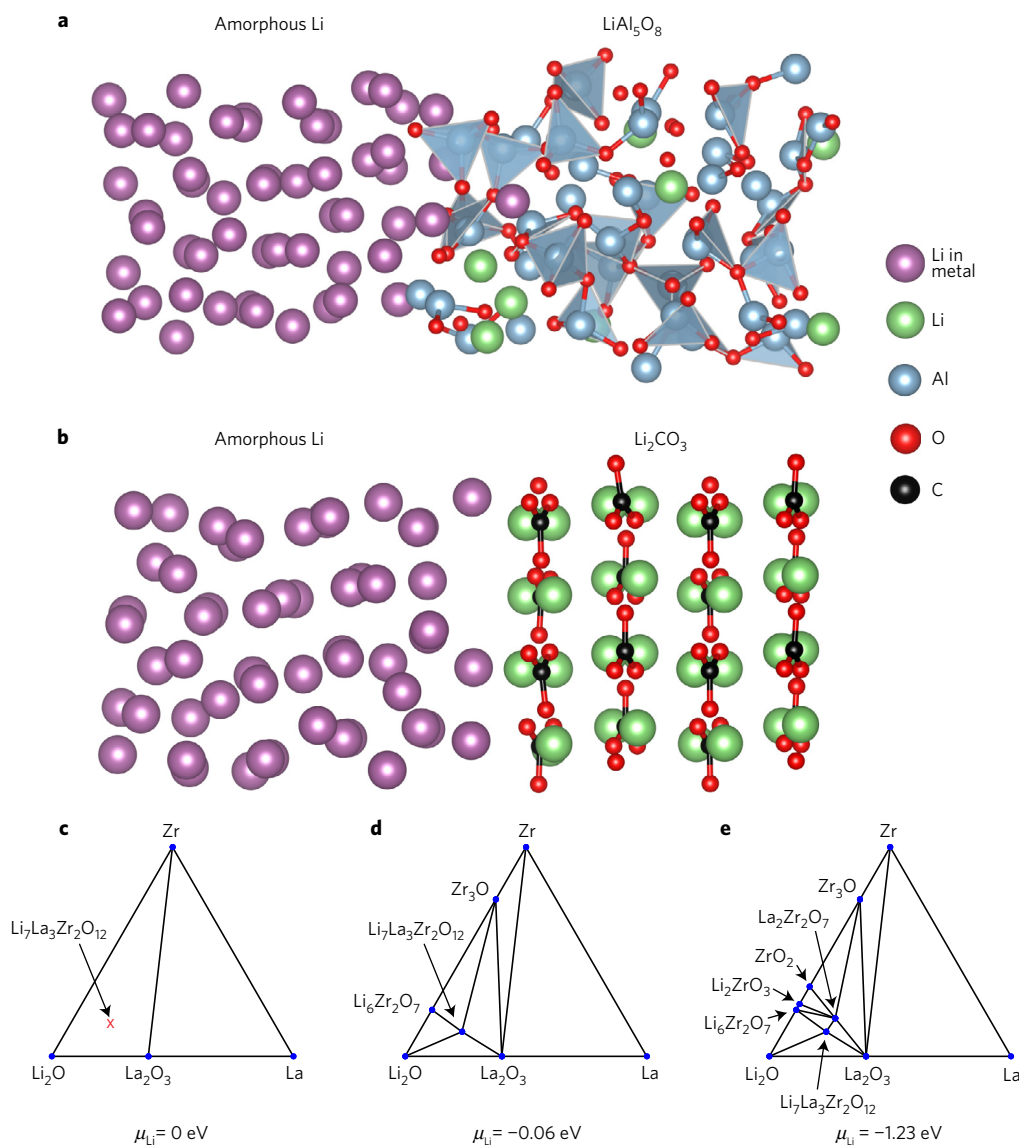 a
Amorphous Li
LiAl₅O₈
Li in
metal
Li
Al
O
C
b
Amorphous Li
Li₂CO₃
c
Zr
Li₇La₃Zr₂O₁₂
x
Li₂O
La₂O₃
La
μLi= 0 eV
d
Zr
Zr₃O
Li₇La₃Zr₂O₁₂
Li₆Zr₂O₇
Li₂O
La₂O₃
La
μLi = −0.06 eV
e
Zr
Zr₃O
La₂Zr₂O₇
ZrO₂
Li₂ZrO₃
Li₆Zr₂O₇
Li₂O
La₂O₃
La
Li₇La₃Zr₂O₁₂
μLi = −1.23 eV